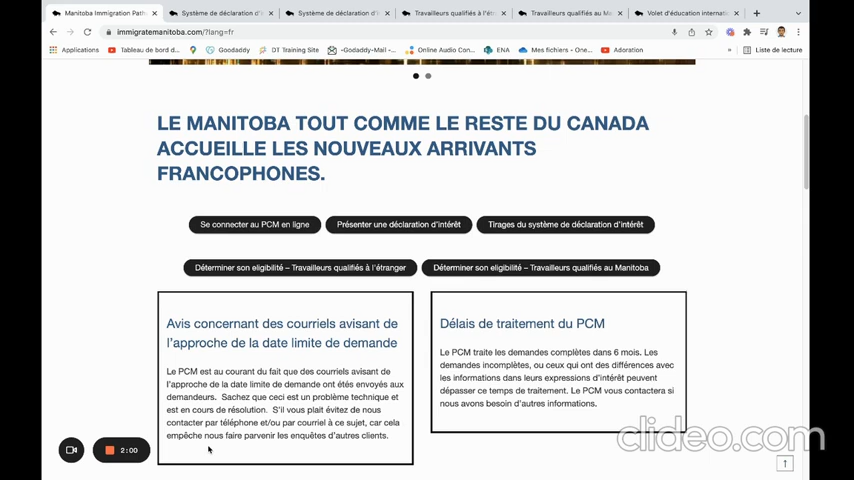 Manitoba Immigration Path
Système de déclaration d'i
Système de déclaration d'I
Travailleurs qualifiés à l'étr
Travailleurs qualifiés au Ma
Volet d'éducation internatio
immigratemanitoba.com/?lang=fr
Applications
Tableau de bord d...
Godaddy
DT Training Site
-Godaddy-Mail -...
Online Audio Con...
ENA
Mes fichiers - One...
Adoration
»
Liste de lecture
LE MANITOBA TOUT COMME LE RESTE DU CANADA
ACCUEILLE LES NOUVEAUX ARRIVANTS
FRANCOPHONES.
Se connecter au PCM en ligne
Présenter une déclaration d'intérêt
Tirages du système de déclaration d'intérêt
Déterminer son eligibilité – Travailleurs qualifiés à l'étranger
Déterminer son eligibilité – Travailleurs qualifiés au Manitoba
Avis concernant des courriels avisant de
l'approche de la date limite de demande
Le PCM est au courant du fait que des courriels avisant de
l'approche de la date limite de demande ont étés envoyés aux
demandeurs. Sachez que ceci est un problème technique et
est en cours de résolution. S'il vous plait évitez de nous
contacter par téléphone et/ou par courriel à ce sujet, car cela
empêche nous faire parvenir les enquêtes d'autres clients.
Délais de traitement du PCM
Le PCM traite les demandes complètes dans 6 mois. Les
demandes incomplètes, ou ceux qui ont des différences avec
les informations dans leurs expressions d'intérêt peuvent
dépasser ce temps de traitement. Le PCM vous contactera si
nous avons besoin d'autres informations.
2:00
clideo.com